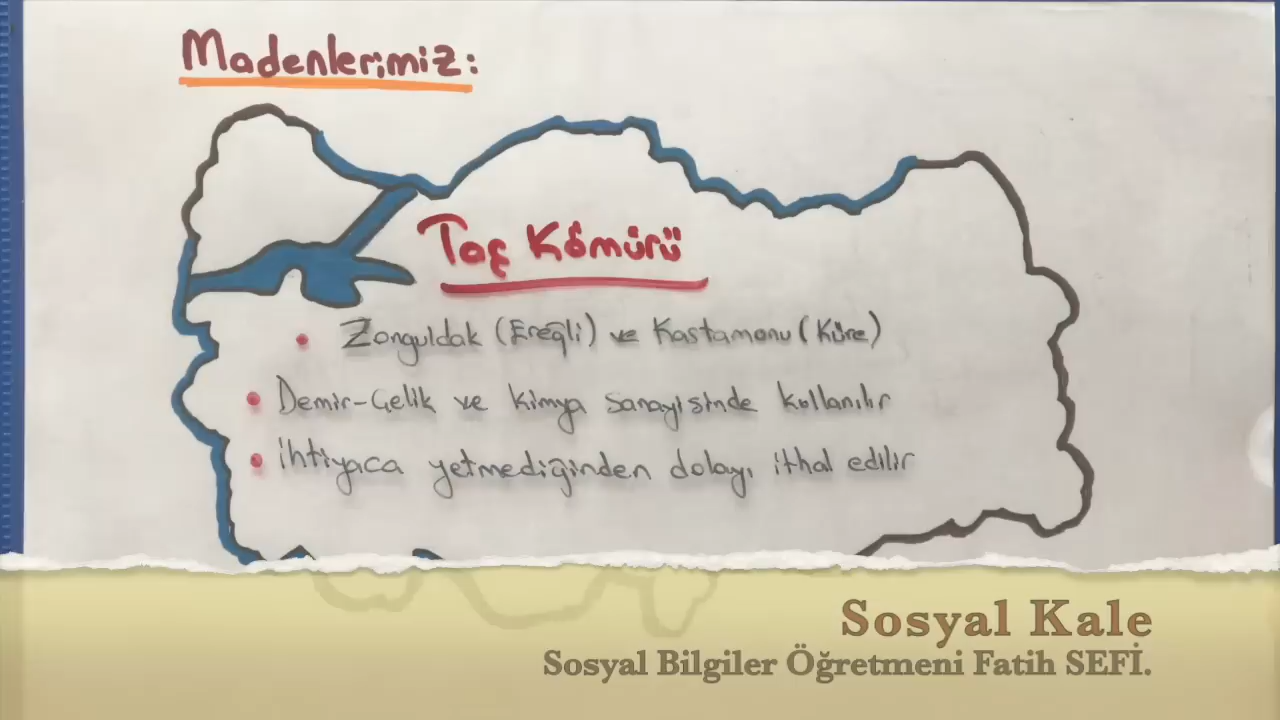 Madenlerimiz:
Taş Kömürü
• Zonguldak (Ereğli) ve Kastamonu (Küre)
• Demir-Çelik ve kimya sanayisinde kullanılır
• İhtiyaca yetmediğinden dolayı ithal edilir
Sosyal Kale
Sosyal Bilgiler Öğretmeni Fatih SEFİ.